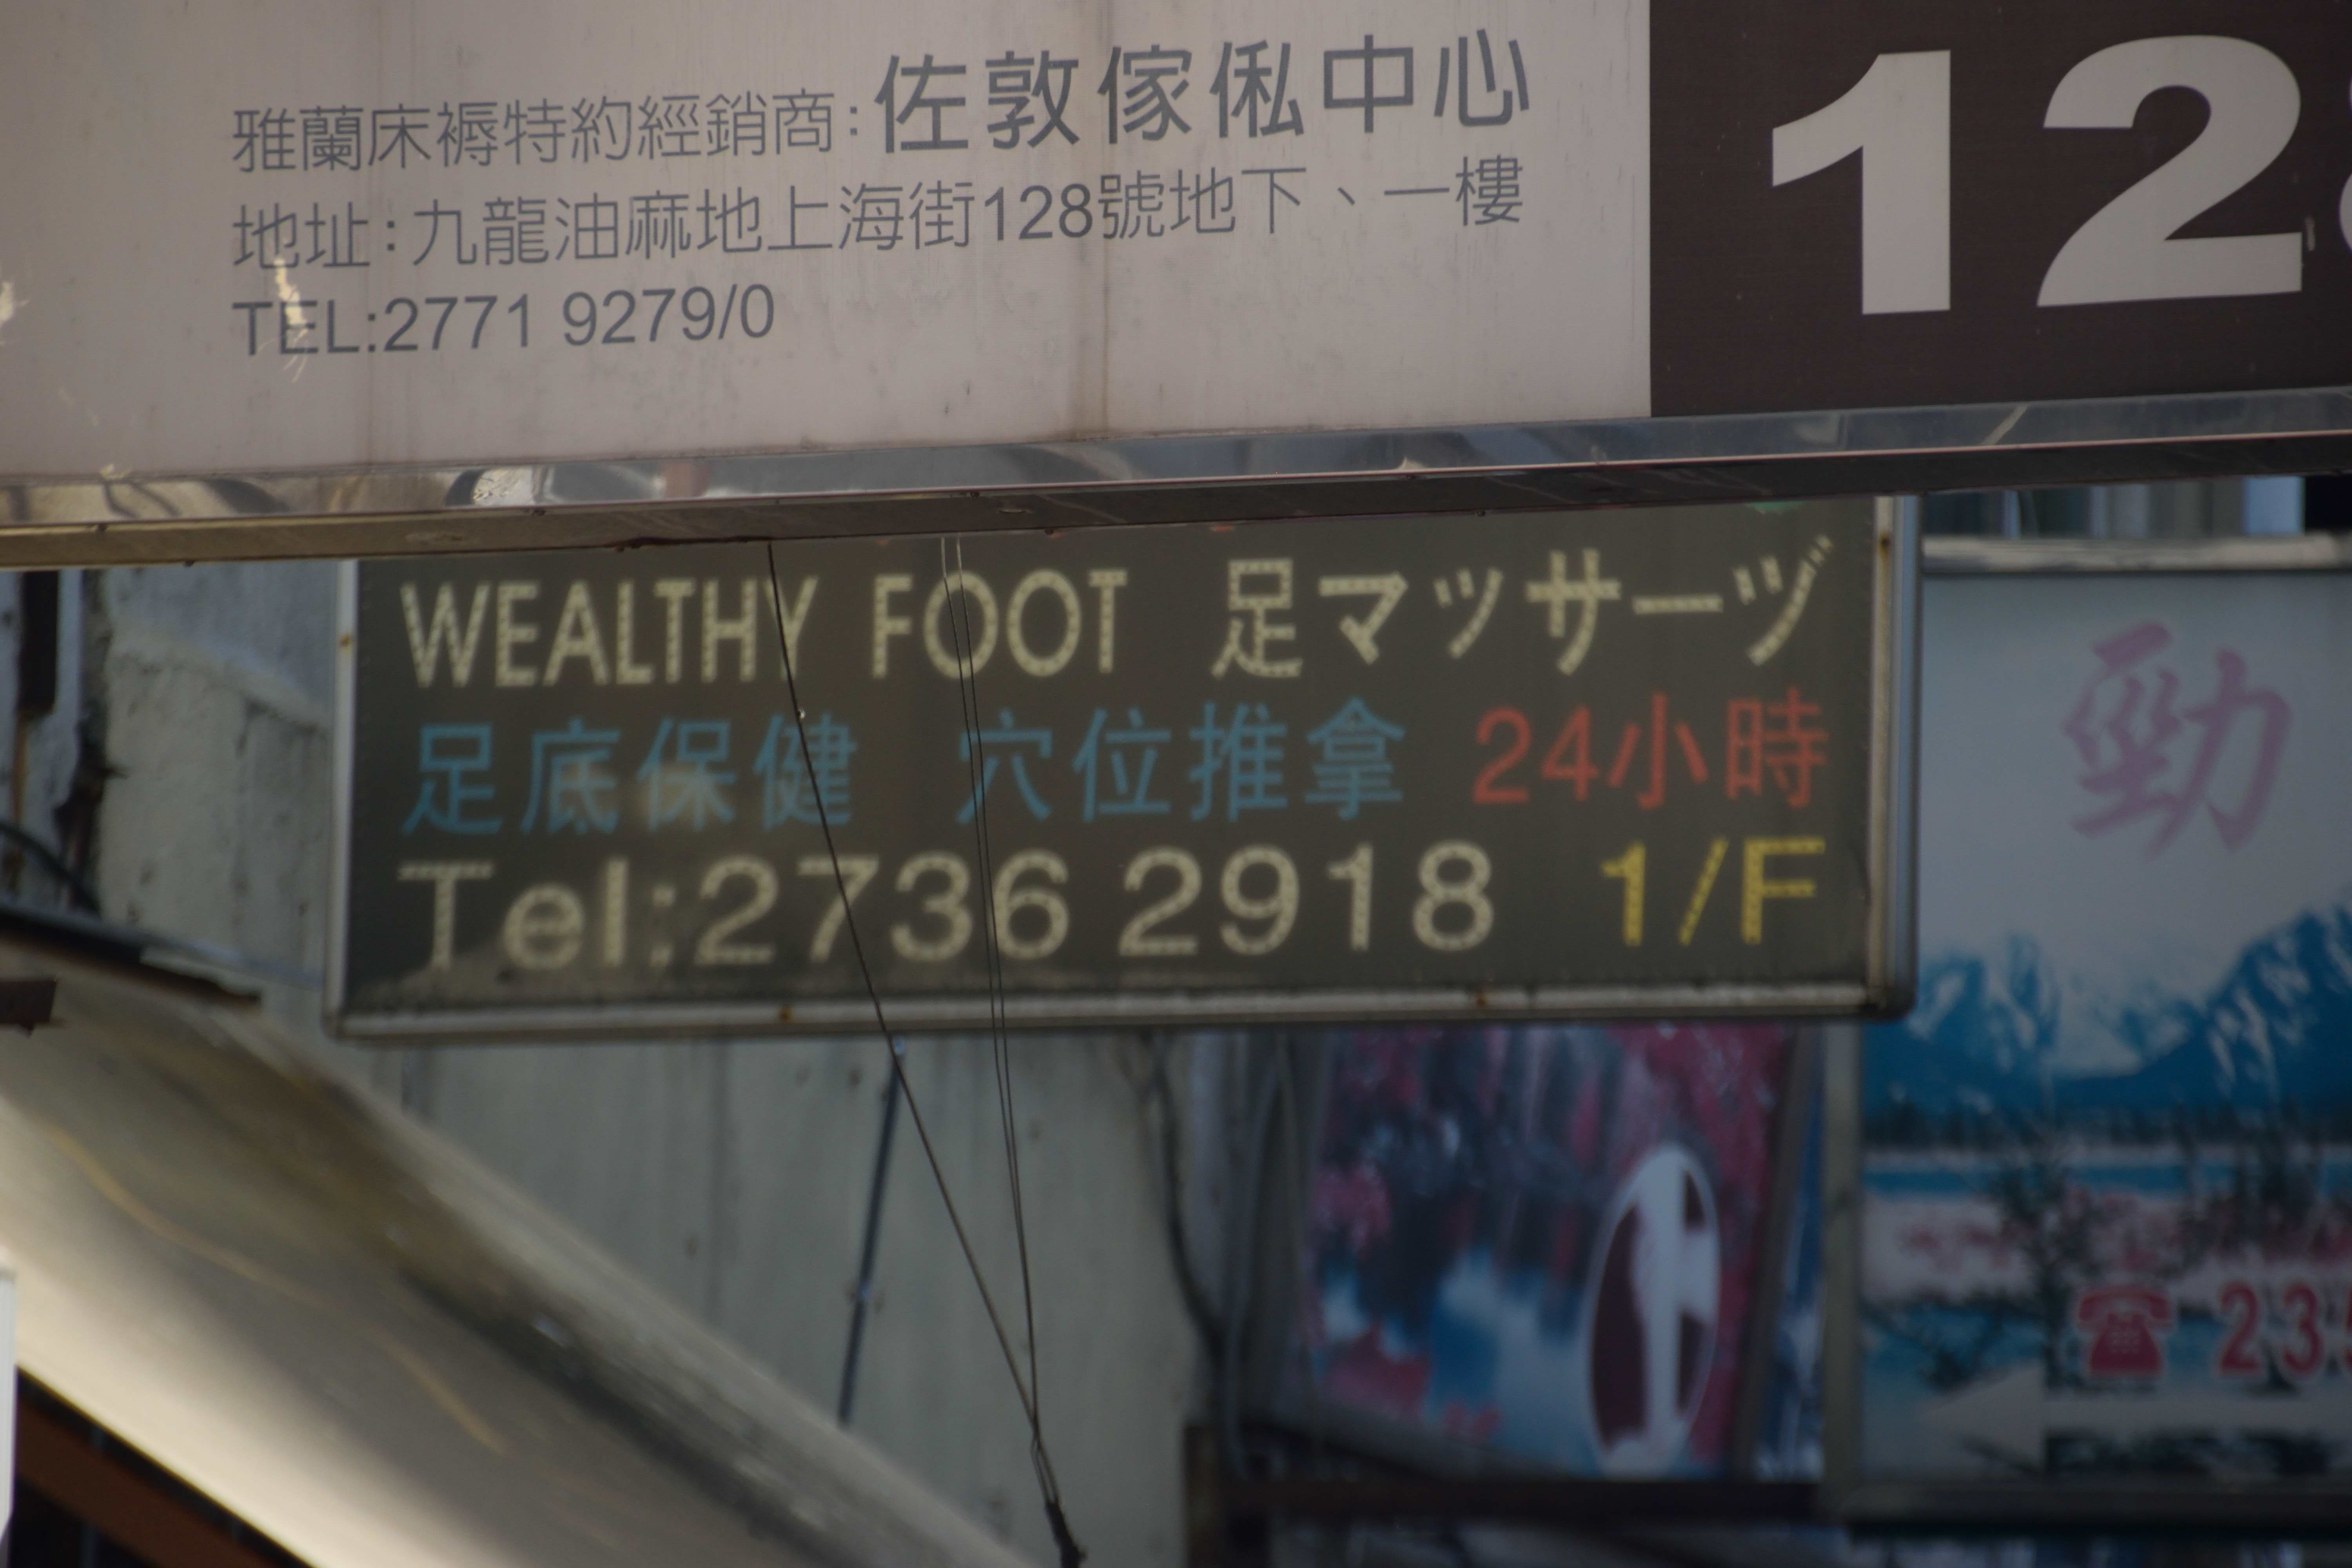 雅蘭床褥特約經銷商:佐敦傢俬中心
地址:九龍油麻地上海街128號地下、一樓
TEL:2771 9279/0
12
WEALTHY FOOT 足マッサーヅ
足底保健 穴位推拿 24小時
Tel:2736 2918 1/F
勁
☎ 23